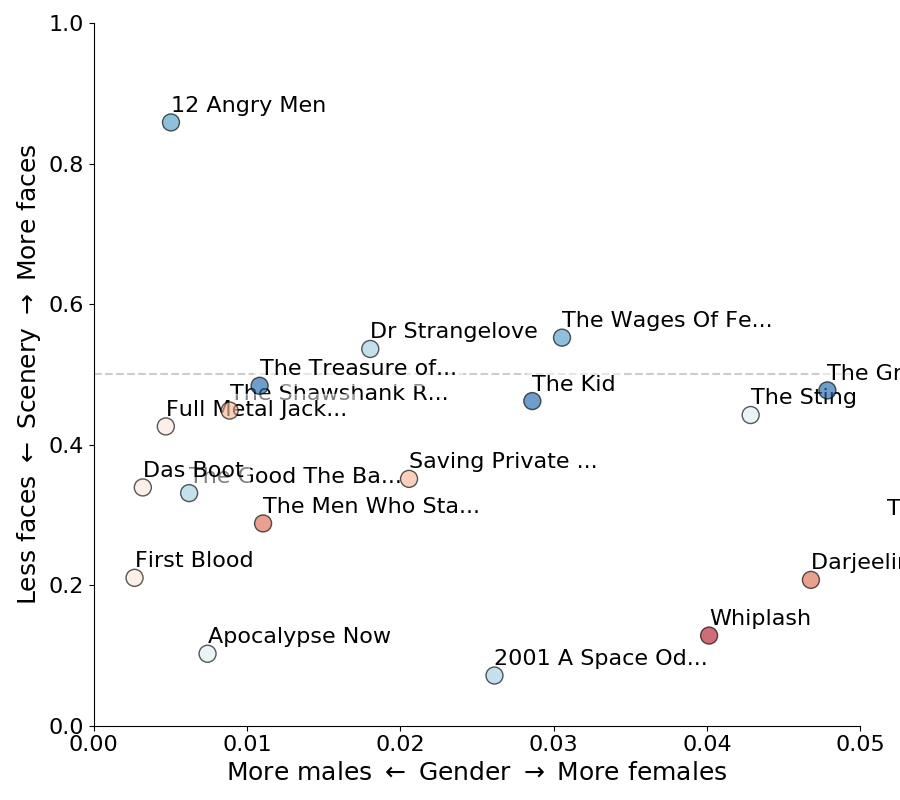 1.0
12 Angry Men
0.8
0.6
The Wages Of Fe...
Dr Strangelove
The Treasure of...
The Gr
The Kid
The Shawshank R...
The Sting
Full Metal Jack...
0.4
Saving Private ...
Das Boot
The Good The Ba...
The Men Who Sta...
T
First Blood
Darjeelin
0.2
Whiplash
Apocalypse Now
2001 A Space Od...
0.0
0.00
0.01
0.02
0.03
0.04
0.05
More males ← Gender → More females
Less faces ← Scenery → More faces